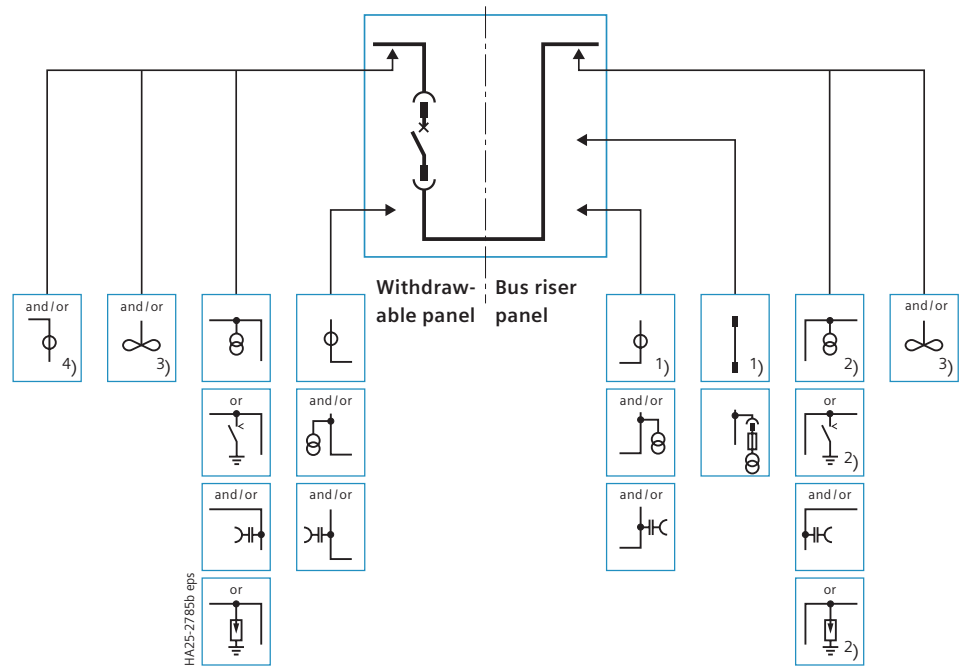 Withdraw-
able panel
Bus riser
panel
and/or
4)
and/or
3)
or
and/or
or
and/or
and/or
1)
and/or
and/or
1)
2)
or
2)
and/or
or
2)
and/or
3)
HA25-2785b eps